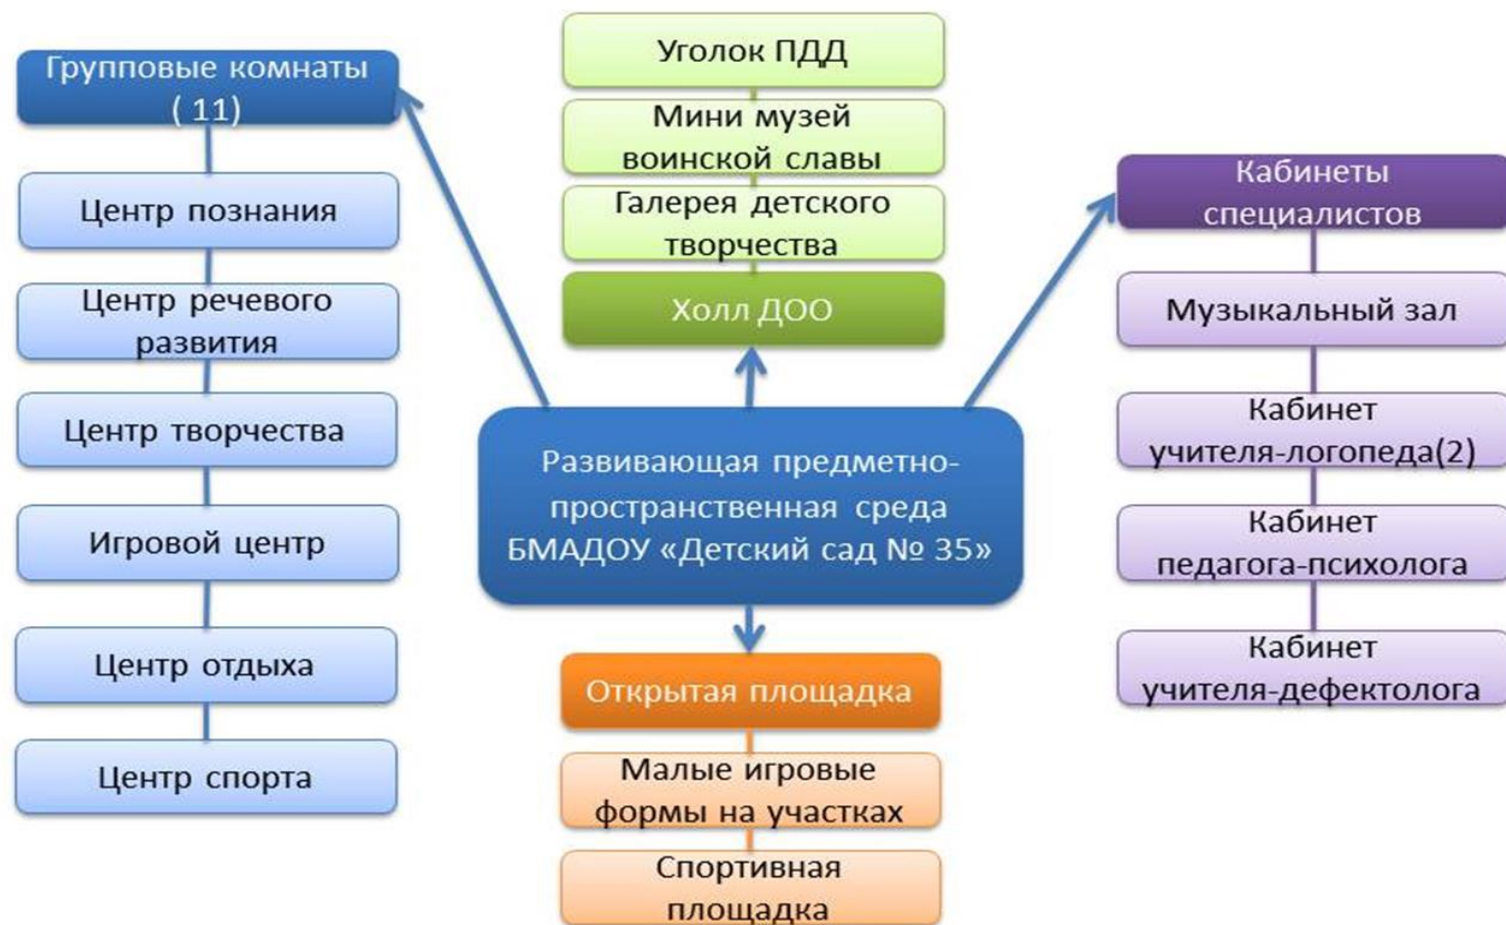 Групповые комнаты
( 11)
Центр познания
Центр речевого
развития
Центр творчества
Игровой центр
Центр отдыха
Центр спорта
Уголок ПДД
Мини музей
воинской славы
Галерея детского
творчества
Холл ДОО
Развивающая предметно-
пространственная среда
БМАДОУ «Детский сад № 35»
Открытая площадка
Малые игровые
формы на участках
Спортивная
площадка
Кабинеты
специалистов
Музыкальный зал
Кабинет
учителя-логопеда(2)
Кабинет
педагога-психолога
Кабинет
учителя-дефектолога